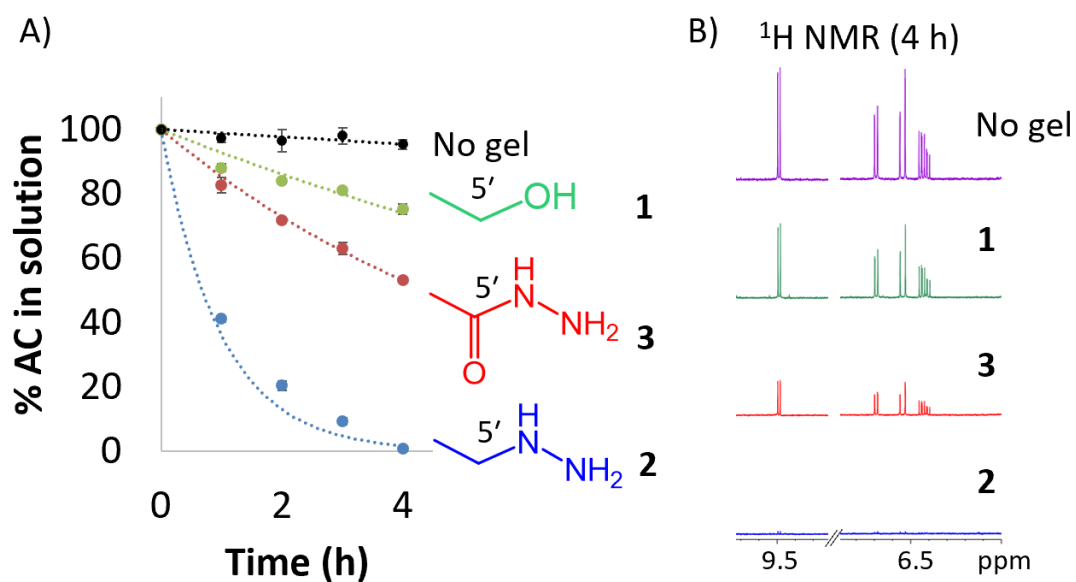 A)
% AC in solution
100
80
60
40
20
0
0 2 4
Time (h)
No gel
5′
OH
1
5′
H
N
NH2
O
3
5′
H
N
NH2
2
B)
1H NMR (4 h)
No gel
1
3
2
9.5 6.5 ppm